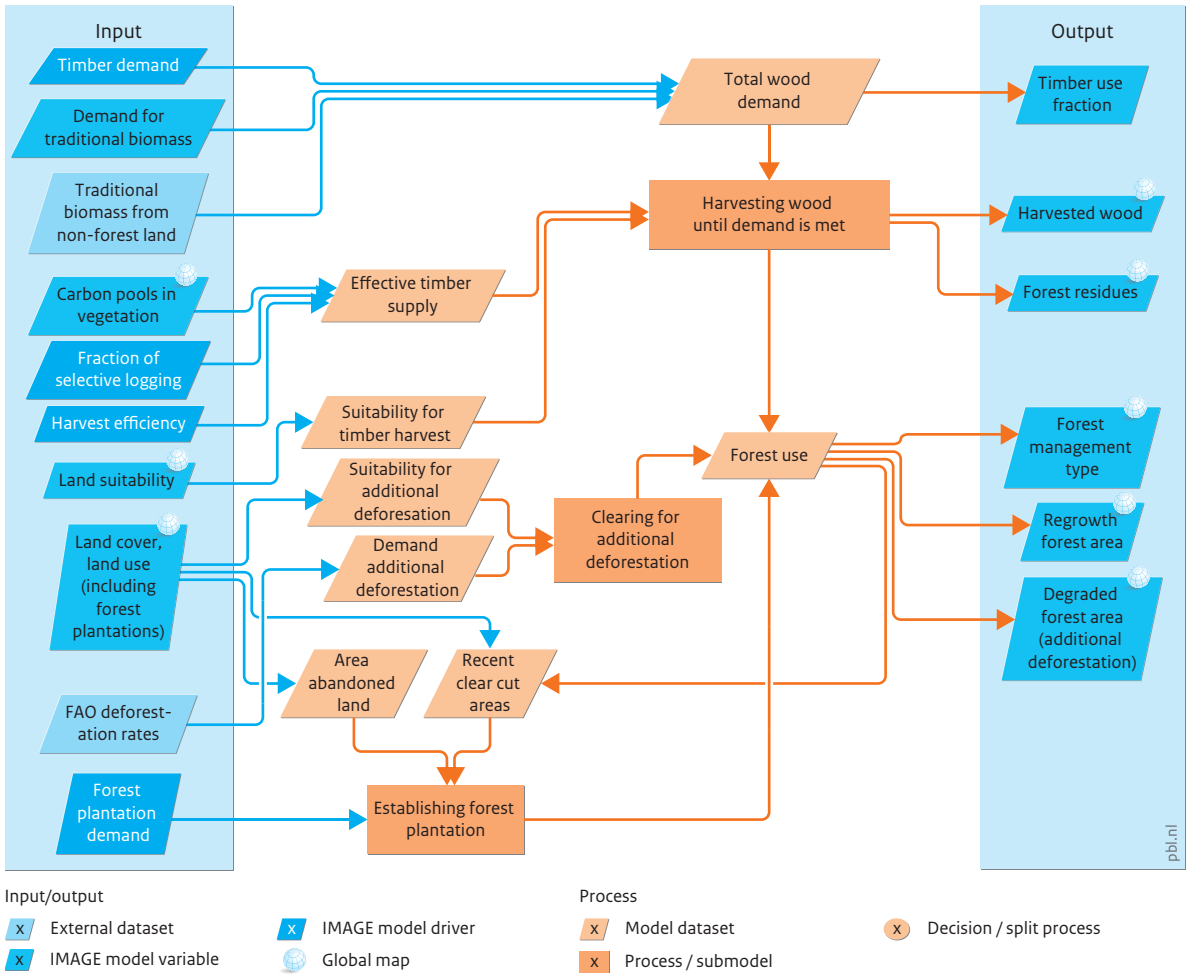 Input
Output
Timber demand
Demand for
traditional biomass
Traditional
biomass from
non-forest land
Carbon pools in
vegetation
Fraction of
selective logging
Harvest efficiency
Land suitability
Land cover,
land use
(including
forest
plantations)
FAO deforest-
ation rates
Forest
plantation
demand
Total wood
demand
Harvesting wood
until demand is met
Effective timber
supply
Suitability for
timber harvest
Suitability for
additional
deforesation
Demand
additional
deforestation
Clearing for
additional
deforestation
Forest use
Area
abandoned
land
Recent
clear cut
areas
Establishing forest
plantation
Timber use
fraction
Harvested wood
Forest residues
Forest
management
type
Regrowth
forest area
Degraded
forest area
(additional
deforestation)
pbl.nl
Input/output
x External dataset
x IMAGE model variable
x IMAGE model driver
Global map
Process
x Model dataset
x Process / submodel
x Decision / split process